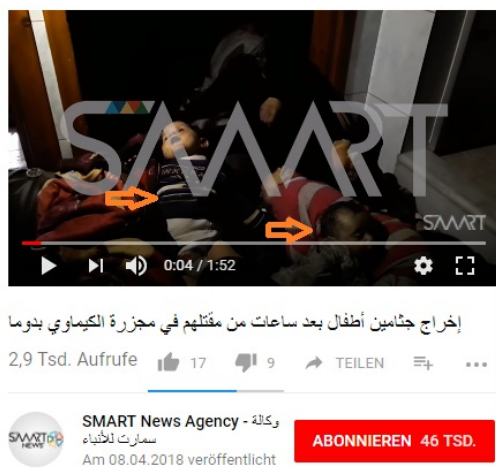 SMART
SMART
0:04 / 1:52
إخراج جثامين أطفال بعد ساعات من مقتلهم في مجزرة الكيماوي بدوما
2,9 Tsd. Aufrufe 17 9 TEILEN
SMART News Agency - وكالة
سمارت للأنباء
Am 08.04.2018 veröffentlicht
SMART
NEWS
ABONNIEREN 46 TSD.